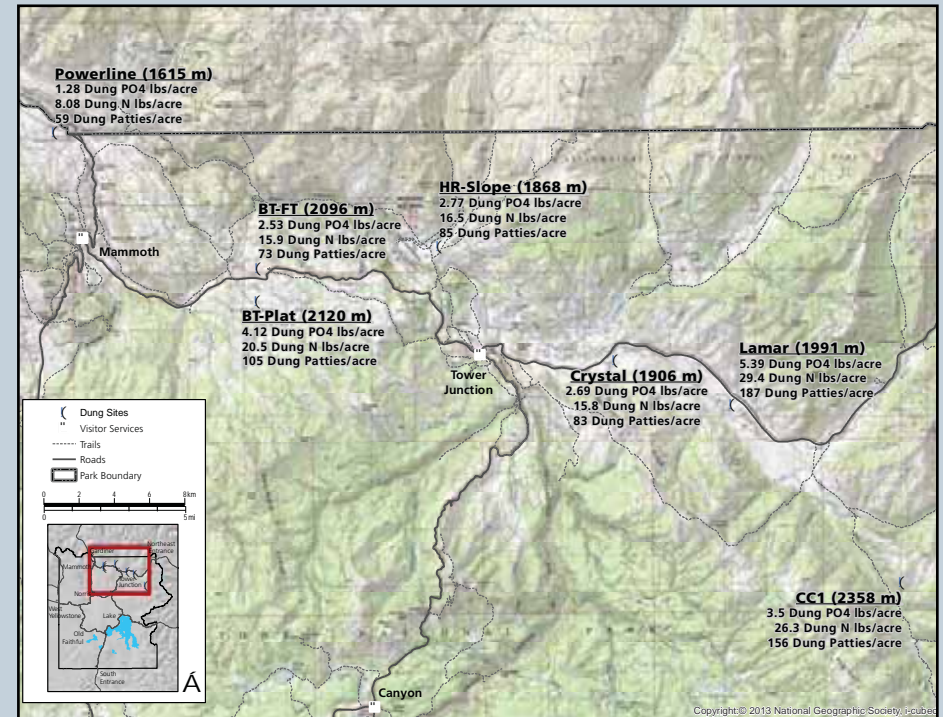 Powerline (1615 m)
1.28 Dung PO4 lbs/acre
8.08 Dung N lbs/acre
59 Dung Patties/acre
HR-Slope (1868 m)
2.77 Dung PO4 lbs/acre
16.5 Dung N lbs/acre
85 Dung Patties/acre
BT-FT (2096 m)
2.53 Dung PO4 lbs/acre
15.9 Dung N lbs/acre
73 Dung Patties/acre
Mammoth
BT-Plat (2120 m)
4.12 Dung PO4 lbs/acre
20.5 Dung N lbs/acre
105 Dung Patties/acre
Tower
Junction
Crystal (1906 m)
2.69 Dung PO4 lbs/acre
15.8 Dung N lbs/acre
83 Dung Patties/acre
Lamar (1991 m)
5.39 Dung PO4 lbs/acre
29.4 Dung N lbs/acre
187 Dung Patties/acre
CC1 (2358 m)
3.5 Dung PO4 lbs/acre
26.3 Dung N lbs/acre
156 Dung Patties/acre
Canyon
Dung Sites
Visitor Services
Trails
Roads
Park Boundary
0 2 4 6 8km
0 5mi
Gardiner
Northeast
Entrance
Mammoth
Tower
Junction
West
Yellowstone
Lake
Old
Faithful
South
Entrance
Á
Copyright:© 2013 National Geographic Society, i-cubed